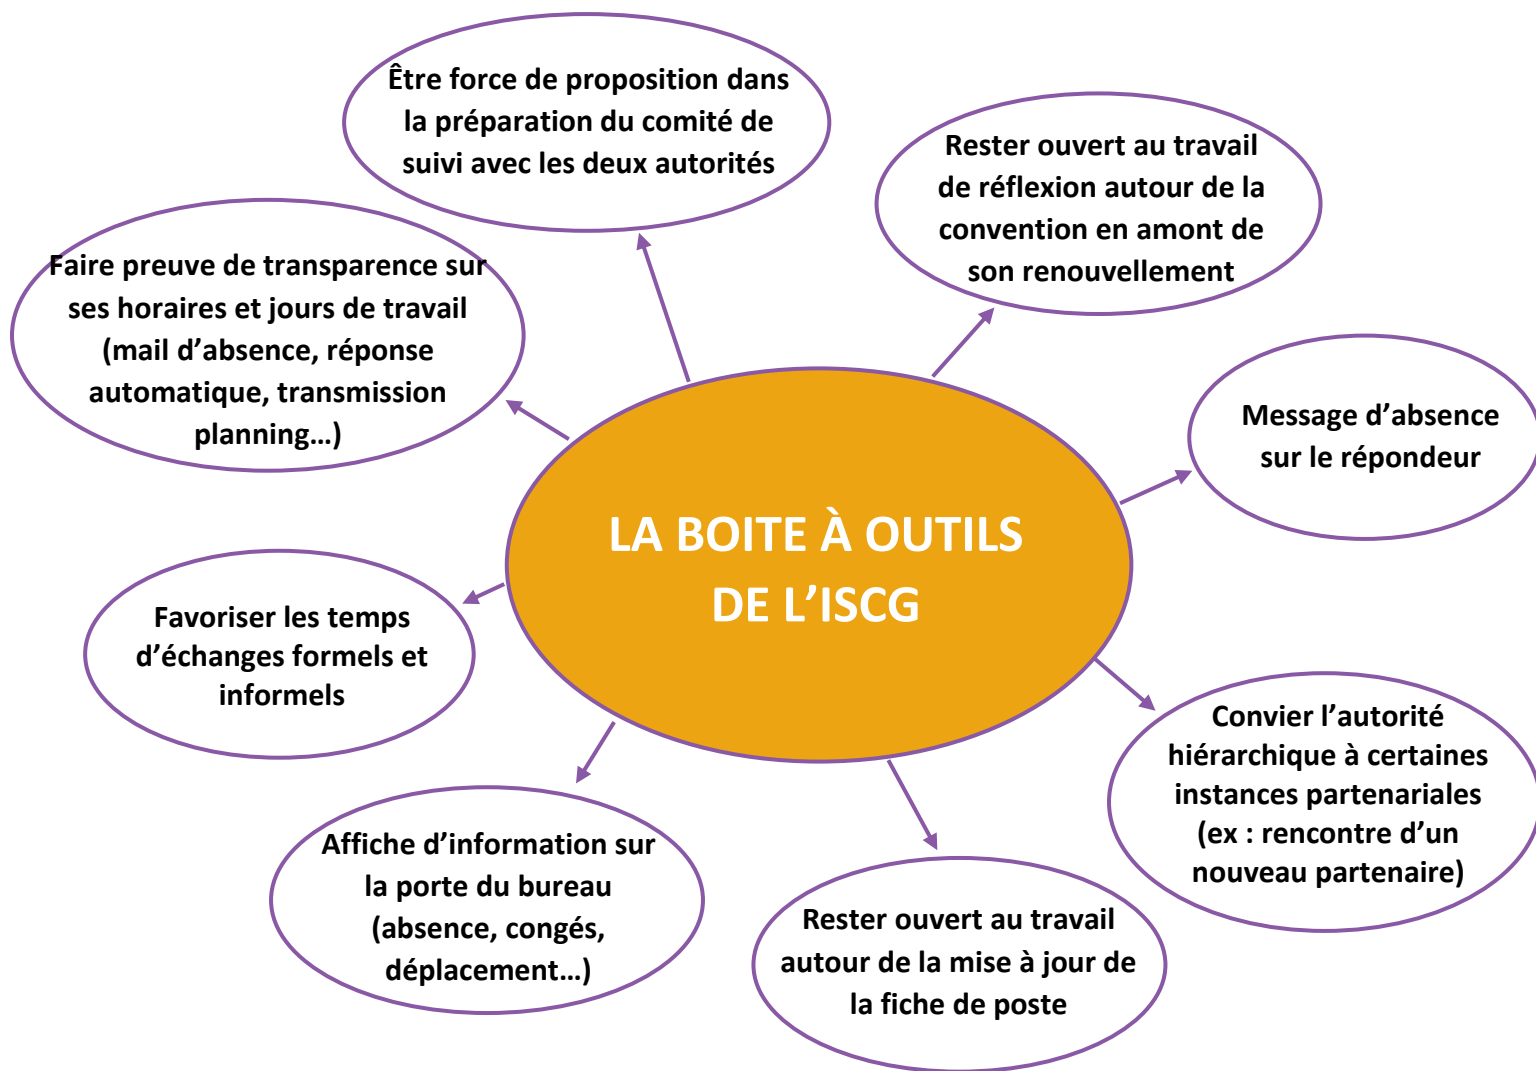 Être force de proposition dans
la préparation du comité de
suivi avec les deux autorités
Rester ouvert au travail
de réflexion autour de la
convention en amont de
son renouvellement
Faire preuve de transparence sur
ses horaires et jours de travail
(mail d’absence, réponse
automatique, transmission
planning…)
Message d’absence
sur le répondeur
LA BOITE À OUTILS
DE L’ISCG
Favoriser les temps
d’échanges formels et
informels
Convier l’autorité
hiérarchique à certaines
instances partenariales
(ex : rencontre d’un
nouveau partenaire)
Affiche d’information sur
la porte du bureau
(absence, congés,
déplacement…)
Rester ouvert au travail
autour de la mise à jour de
la fiche de poste